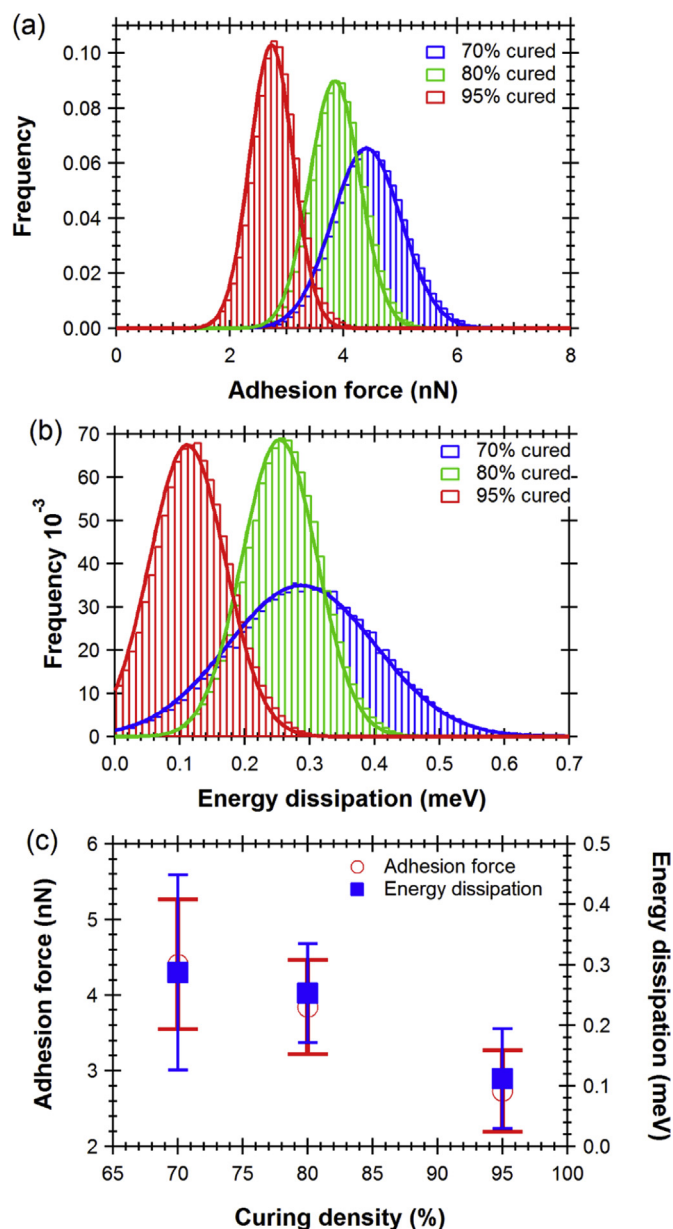 (a)
Frequency
0.10
0.08
0.06
0.04
0.02
0.00
70% cured
80% cured
95% cured
0 2 4 6 8
Adhesion force (nN)
(b)
Frequency 10⁻³
70
60
50
40
30
20
10
0
70% cured
80% cured
95% cured
0.0 0.1 0.2 0.3 0.4 0.5 0.6 0.7
Energy dissipation (meV)
(c)
Adhesion force (nN)
6
5
4
3
2
Adhesion force
Energy dissipation
0.5
0.4
0.3
0.2
0.1
0.0
Energy dissipation (meV)
65 70 75 80 85 90 95 100
Curing density (%)